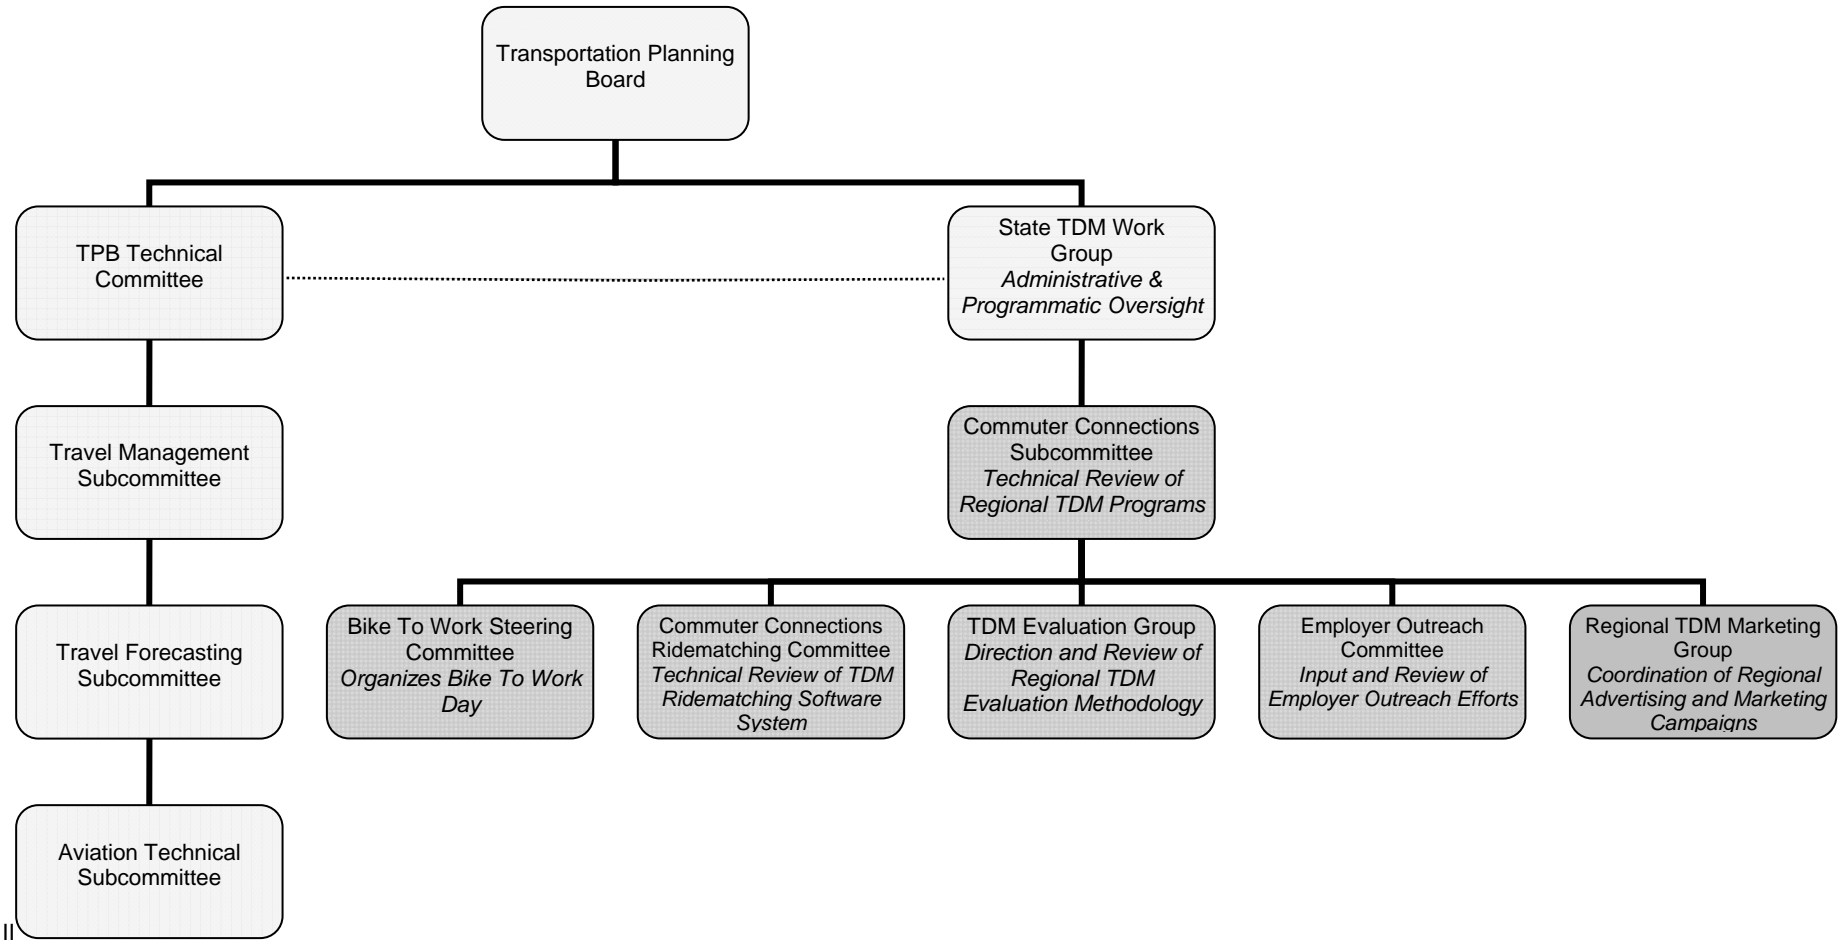 Transportation Planning
Board
TPB Technical
Committee
State TDM Work
Group
Administrative &
Programmatic Oversight
Travel Management
Subcommittee
Commuter Connections
Subcommittee
Technical Review of
Regional TDM Programs
Travel Forecasting
Subcommittee
Bike To Work Steering
Committee
Organizes Bike To Work
Day
Commuter Connections
Ridematching Committee
Technical Review of TDM
Ridematching Software
System
TDM Evaluation Group
Direction and Review of
Regional TDM
Evaluation Methodology
Employer Outreach
Committee
Input and Review of
Employer Outreach Efforts
Regional TDM Marketing
Group
Coordination of Regional
Advertising and Marketing
Campaigns
Aviation Technical
Subcommittee
II